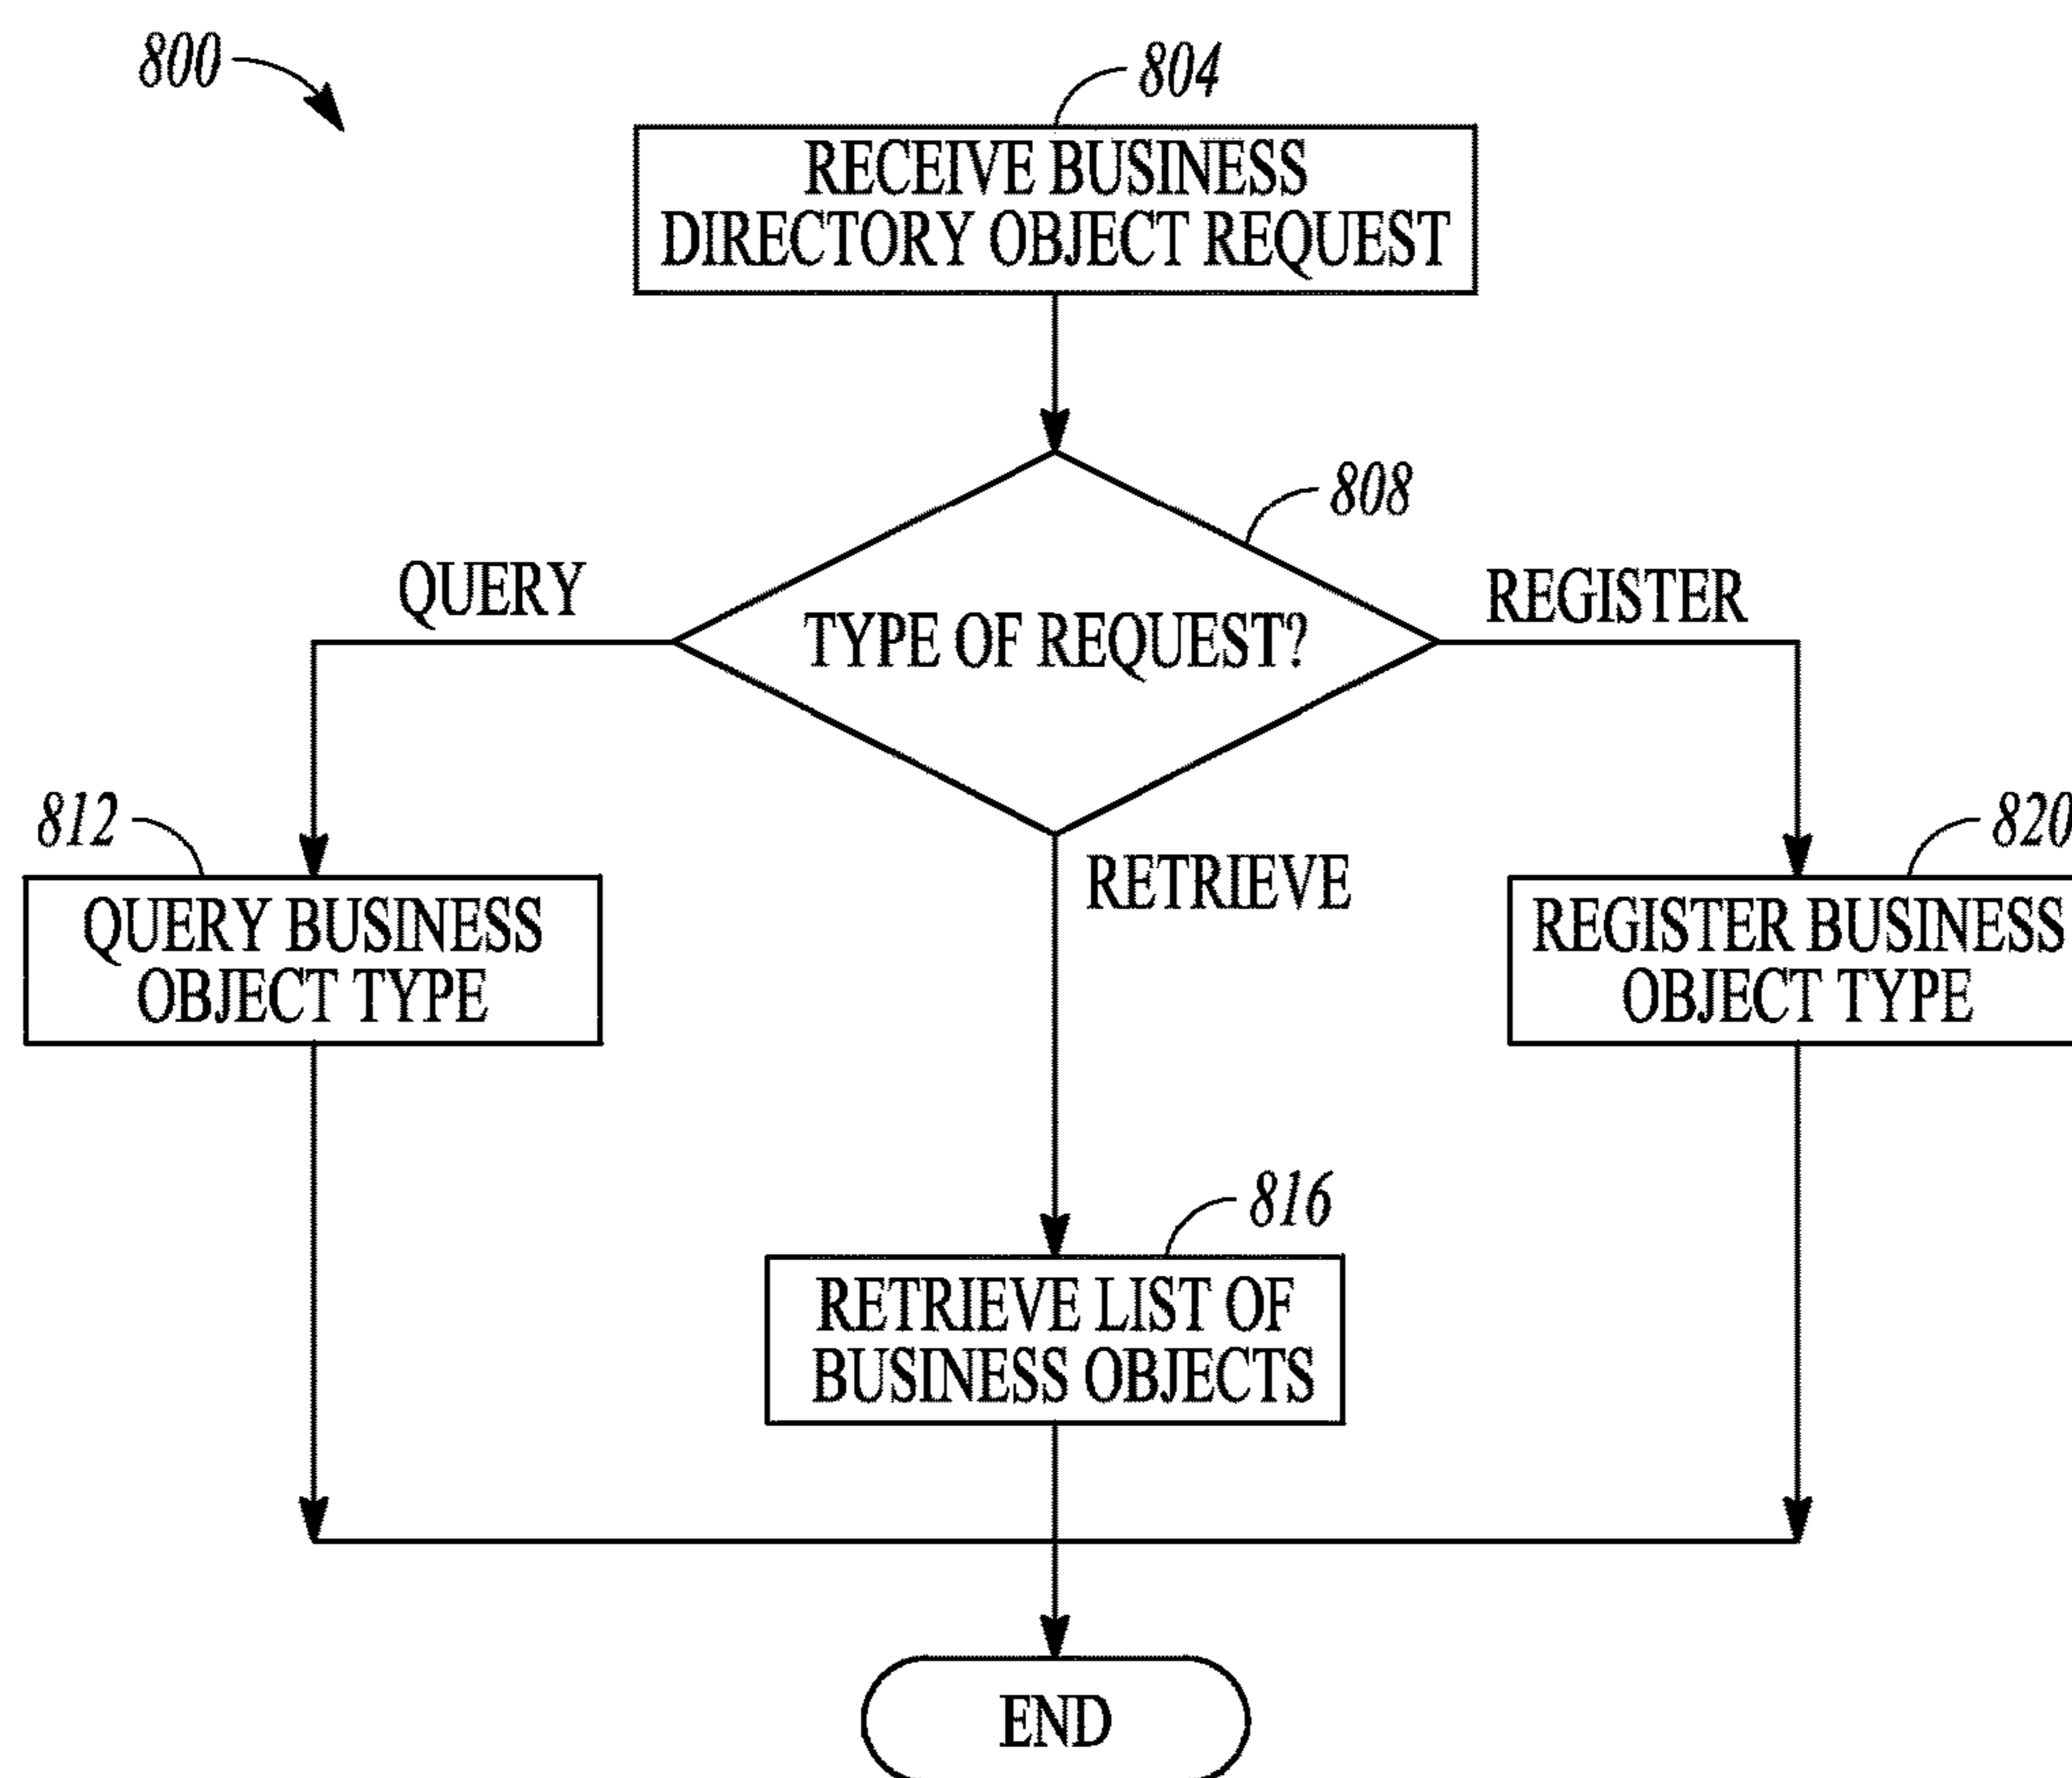 800
804
RECEIVE BUSINESS
DIRECTORY OBJECT REQUEST
808
QUERY
TYPE OF REQUEST?
REGISTER
812
820
RETRIEVE
QUERY BUSINESS
OBJECT TYPE
REGISTER BUSINESS
OBJECT TYPE
816
RETRIEVE LIST OF
BUSINESS OBJECTS
END